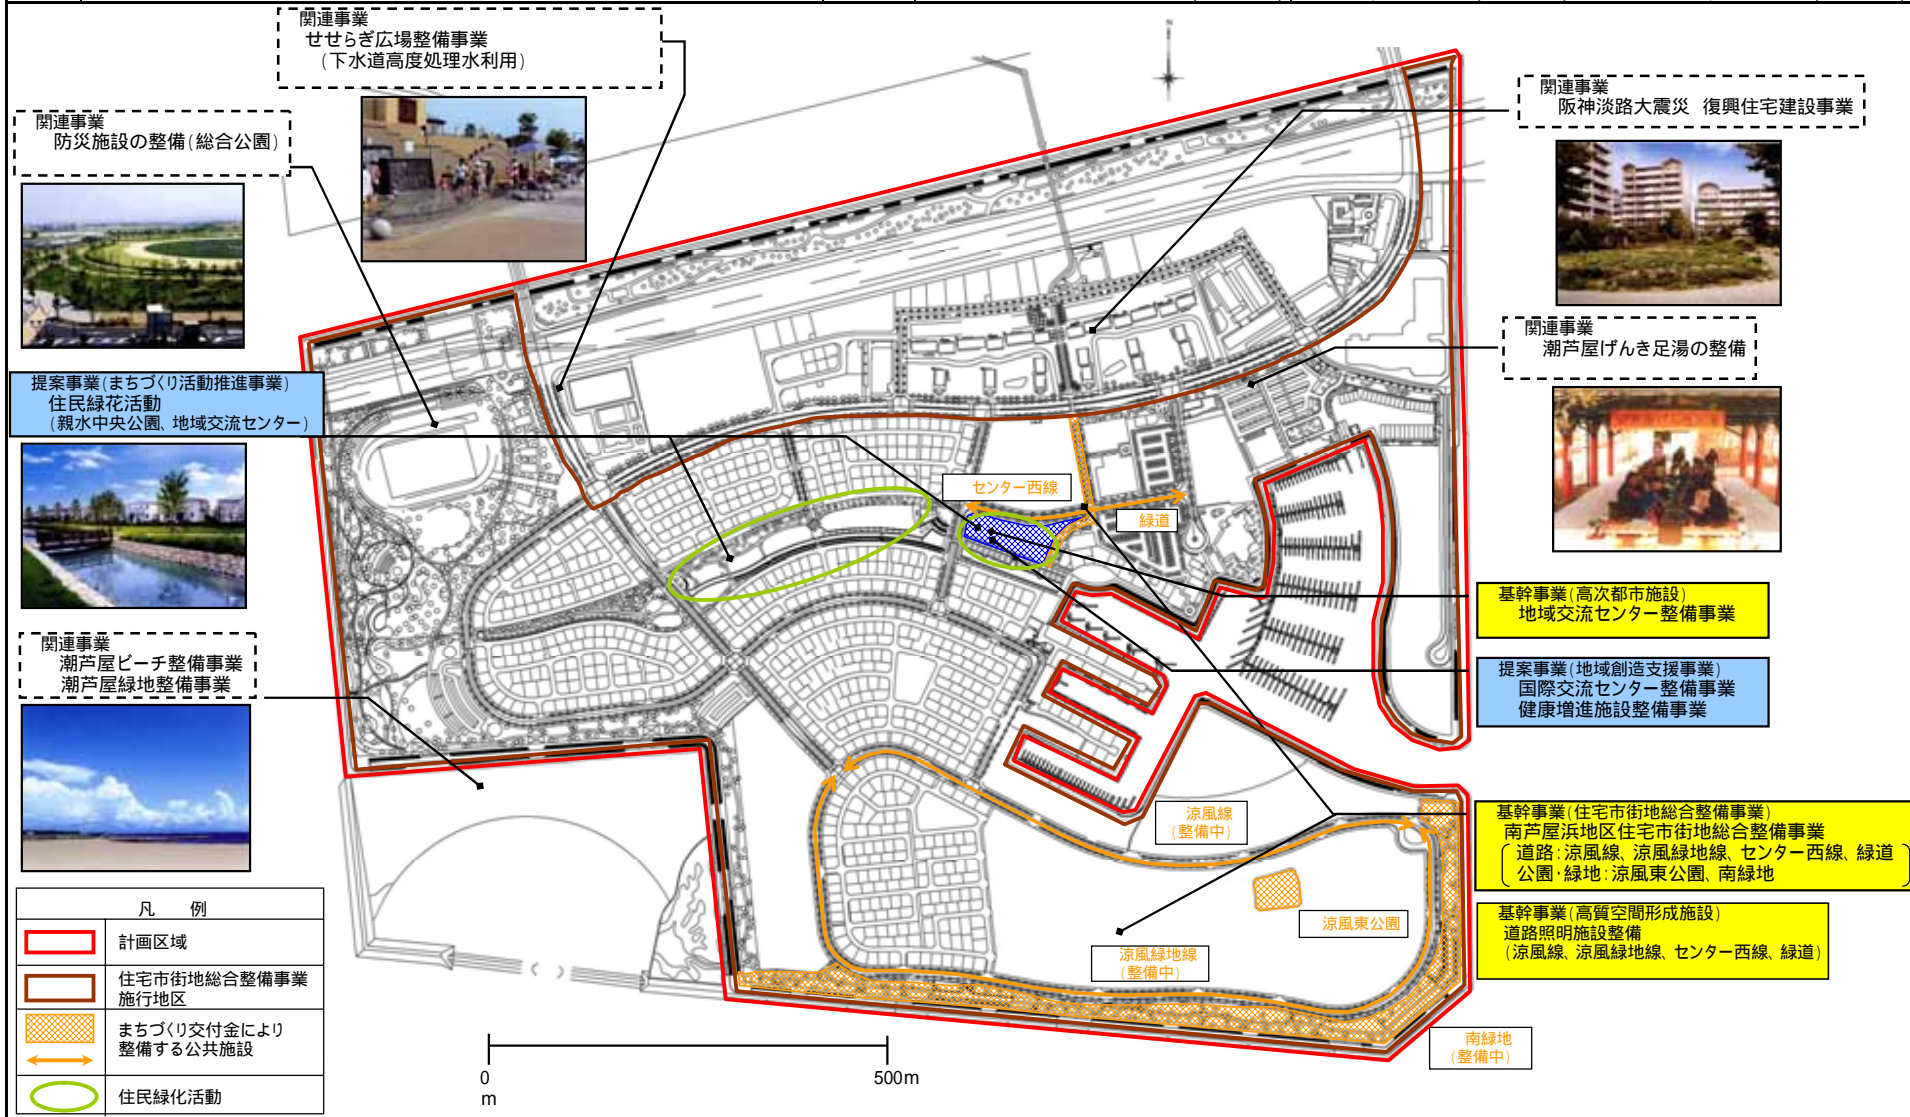 関連事業
せせらぎ広場整備事業
(下水道高度処理水利用)
関連事業
防災施設の整備(総合公園)
N
関連事業
阪神淡路大震災 復興住宅建設事業
関連事業
潮芦屋げんき足湯の整備
提案事業(まちづくり活動推進事業)
住民緑花活動
(親水中央公園、地域交流センター)
センター西線
緑道
基幹事業(高次都市施設)
地域交流センター整備事業
関連事業
潮芦屋ビーチ整備事業
潮芦屋緑地整備事業
提案事業(地域創造支援事業)
国際交流センター整備事業
健康増進施設整備事業
涼風線
(整備中)
基幹事業(住宅市街地総合整備事業)
南芦屋浜地区住宅市街地総合整備事業
道路:涼風線、涼風緑地線、センター西線、緑道
公園・緑地:涼風東公園、南緑地
涼風東公園
涼風緑地線
(整備中)
基幹事業(高質空間形成施設)
道路照明施設整備
(涼風線、涼風緑地線、センター西線、緑道)
南緑地
(整備中)
凡 例
計画区域
住宅市街地総合整備事業
施行地区
まちづくり交付金により
整備する公共施設
住民緑化活動
0
m
500m